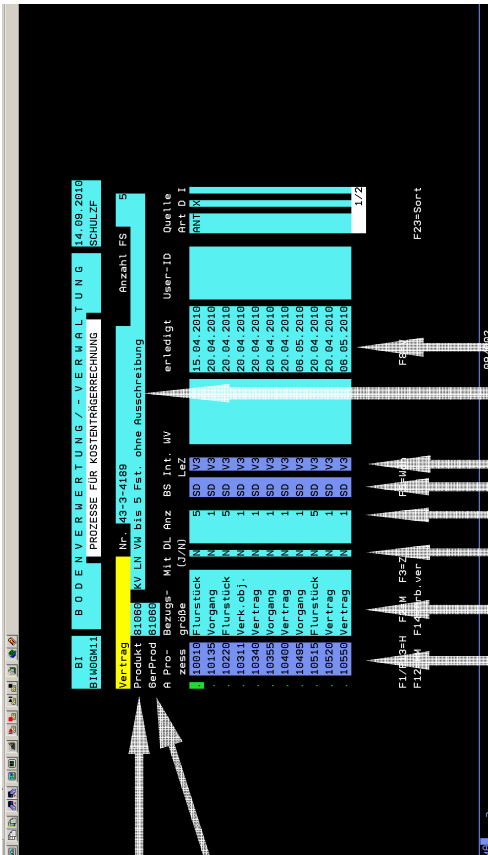 BI BODENVERWERTUNG/-VERWALTUNG 14.09.2010
BIWOGM11 PROZESSE FÜR KOSTENTRÄGERRECHNUNG SCHULZF
Vertrag Nr. 43-3-4189 Anzahl FS 5
Produkt 81060 KV LN VW bis 5 Fst. ohne Ausschreibung
6erProd 61060
A Pro- Bezugs- Mit DL Anz BS Int. WV erledigt User-ID Quelle
zess größe (J/N) LeZ Art D I
. 10010 Flurstück N 5 SD V3 15.04.2010 ANT X
. 10135 Vorgang N 1 SD V3 20.04.2010
. 10220 Flurstück N 5 SD V3 20.04.2010
. 10311 Verk.obj. N 1 SD V3 20.04.2010
. 10340 Vertrag N 1 SD V3 20.04.2010
. 10355 Vorgang N 1 SD V3 20.04.2010
. 10400 Vertrag N 1 SD V3 20.04.2010
. 10495 Vorgang N 1 SD V3 06.05.2010
. 10515 Flurstück N 5 SD V3 20.04.2010
. 10520 Vertrag N 1 SD V3 20.04.2010
. 10550 Vertrag N 1 SD V3 06.05.2010
1/2
F23=Sort